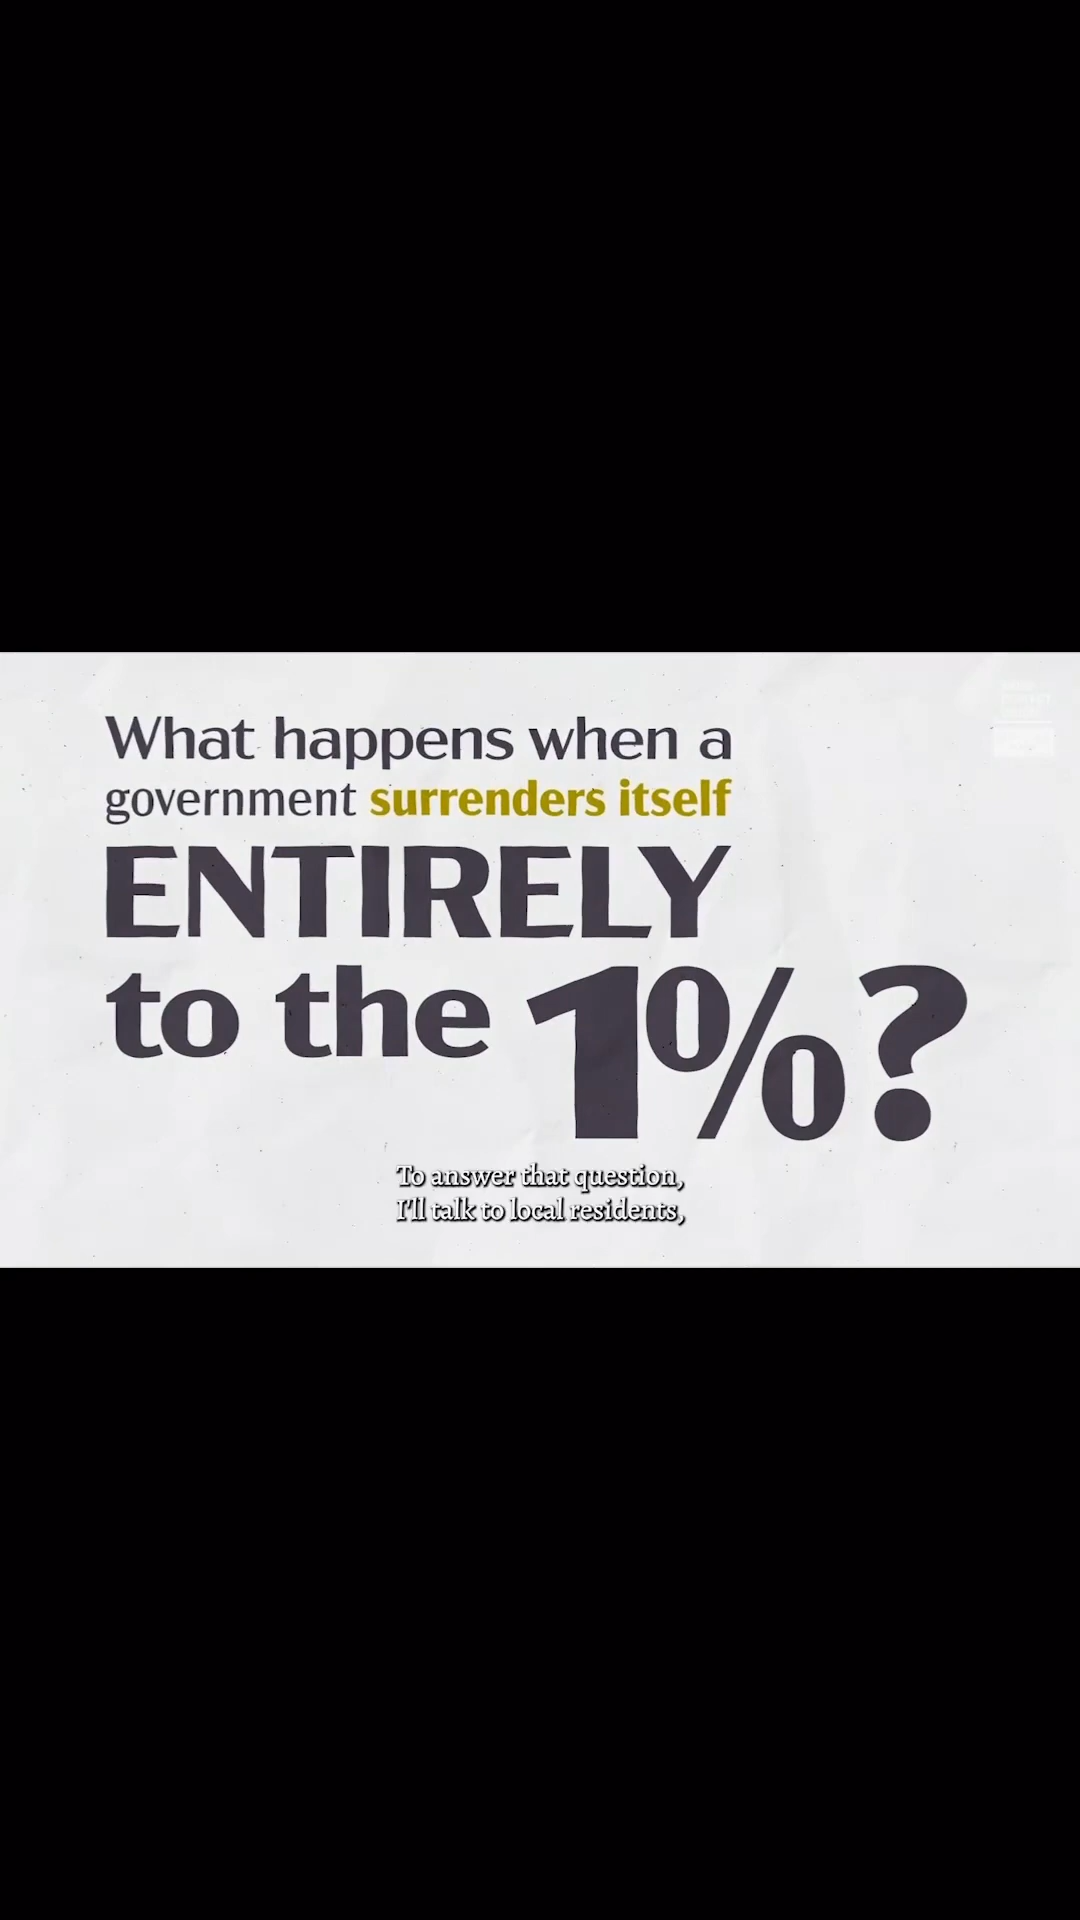 What happens when a
government surrenders itself
ENTIRELY
to the 1%?
To answer that question,
I'll talk to local residents,